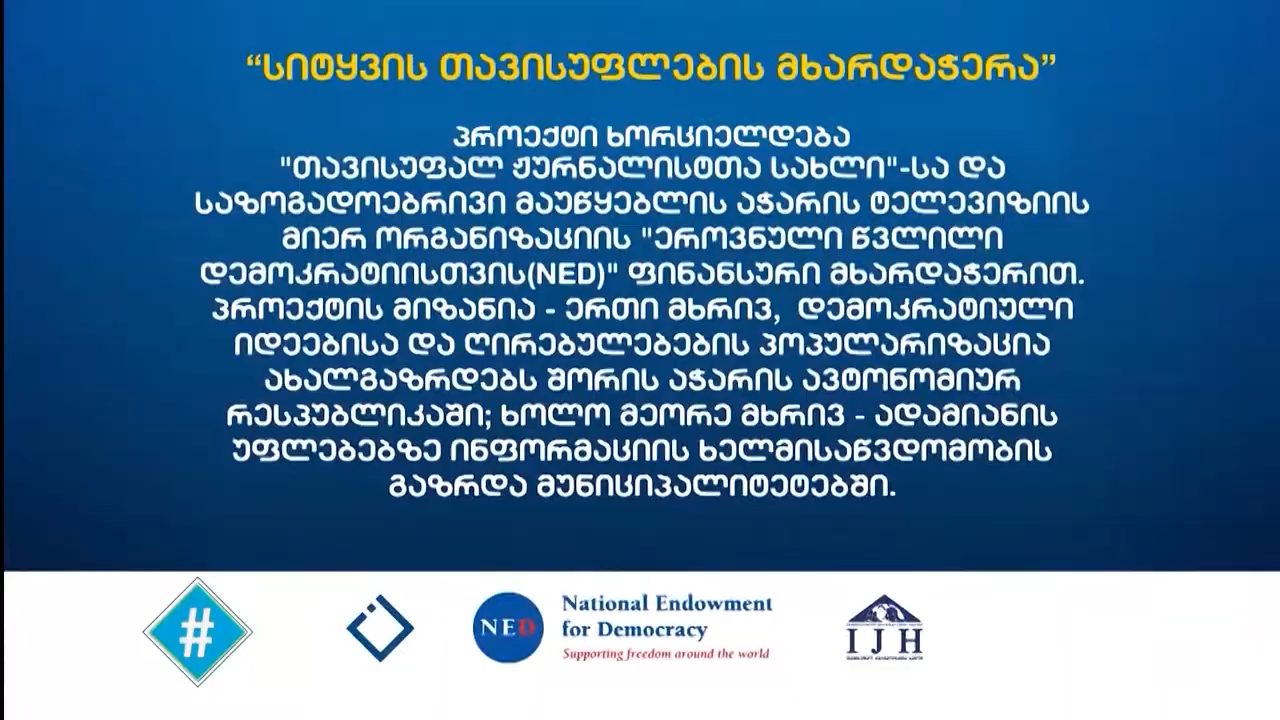 “სიტყვის თავისუფლების მხარდაჭერა”
პროექტი ხორციელდება
"თავისუფალ ჟურნალისტთა სახლი"-სა და
საზოგადოებრივი მაუწყებლის აჭარის ტელევიზიის
მიერ ორგანიზაციის "ეროვნული წვლილი
დემოკრატიისთვის(NED)" ფინანსური მხარდაჭერით.
პროექტის მიზანია - ერთი მხრივ, დემოკრატიული
იდეებისა და ღირებულებების პოპულარიზაცია
ახალგაზრდებს შორის აჭარის ავტონომიურ
რესპუბლიკაში; ხოლო მეორე მხრივ - ადამიანის
უფლებებზე ინფორმაციის ხელმისაწვდომობის
გაზრდა მუნიციპალიტეტებში.
#
NED
National Endowment
for Democracy
Supporting freedom around the world
IJH